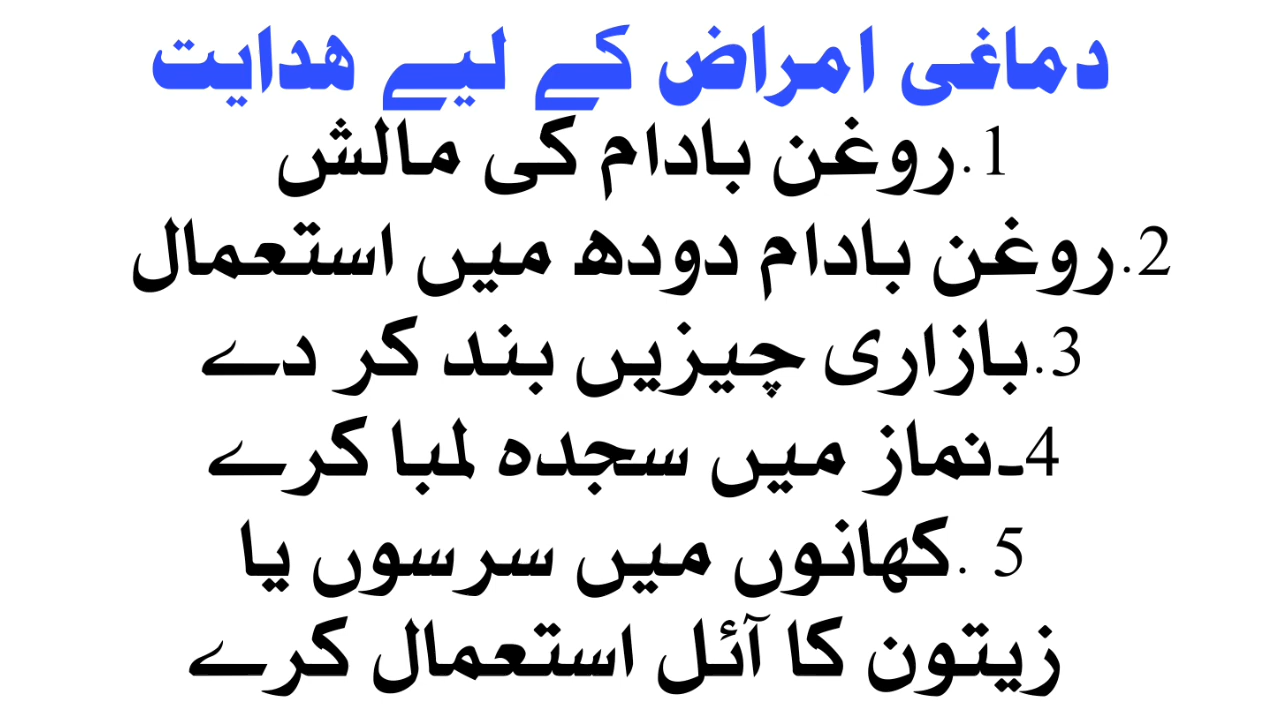 دماغی امراض کے لیے ھدایت
1.روغن بادام کی مالش
2.روغن بادام دودھ میں استعمال
3.بازاری چیزیں بند کر دے
4۔نماز میں سجدہ لمبا کرے
5 .کھانوں میں سرسوں یا
زیتون کا آئل استعمال کرے